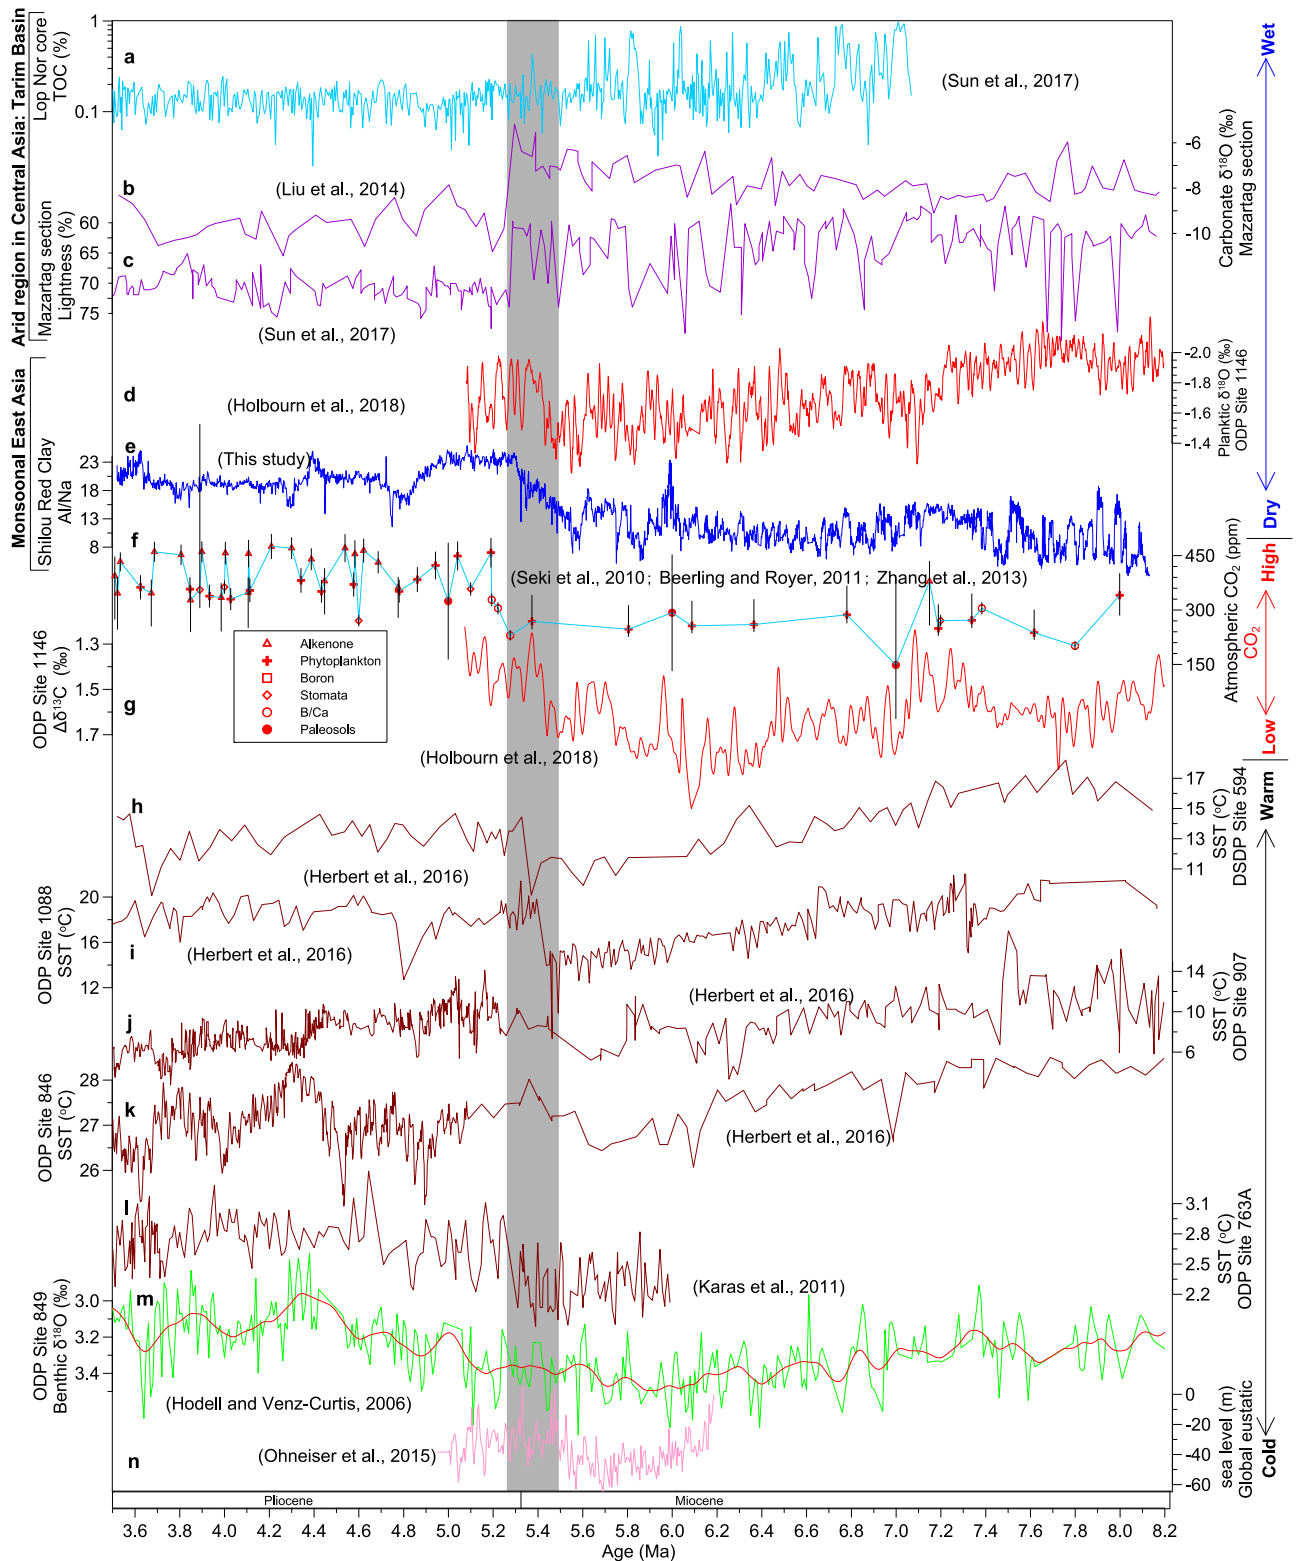 Arid region in Central Asia: Tarim Basin
Lop Nor core
TOC (%)
1
0.1
a
(Sun et al., 2017)
Wet
b
(Liu et al., 2014)
-6
-8
-10
Carbonate δ18O (‰)
Mazartag section
Mazartag section
Lightness (%)
60
65
70
75
c
(Sun et al., 2017)
Monsoonal East Asia
d
(Holbourn et al., 2018)
-2.0
-1.8
-1.6
-1.4
Planktic δ18O (‰)
ODP Site 1146
Shilou Red Clay
Al/Na
23
18
13
8
e
(This study)
Dry
f
(Seki et al., 2010; Beerling and Royer, 2011; Zhang et al., 2013)
450
300
150
Atmospheric CO2 (ppm)
High
CO2
Low
Alkenone
Phytoplankton
Boron
Stomata
B/Ca
Paleosols
ODP Site 1146
Δδ13C (‰)
1.3
1.5
1.7
g
(Holbourn et al., 2018)
h
(Herbert et al., 2016)
17
15
13
11
SST (oC)
DSDP Site 594
Warm
ODP Site 1088
SST (oC)
20
16
12
i
(Herbert et al., 2016)
j
(Herbert et al., 2016)
14
10
6
SST (oC)
ODP Site 907
ODP Site 846
SST (oC)
28
27
26
k
(Herbert et al., 2016)
l
(Karas et al., 2011)
3.1
2.8
2.5
2.2
SST (oC)
ODP Site 763A
ODP Site 849
Benthic δ18O (‰)
3.0
3.2
3.4
m
(Hodell and Venz-Curtis, 2006)
n
(Ohneiser et al., 2015)
0
-20
-40
-60
sea level (m)
Global eustatic
Cold
Pliocene
Miocene
3.6 3.8 4.0 4.2 4.4 4.6 4.8 5.0 5.2 5.4 5.6 5.8 6.0 6.2 6.4 6.6 6.8 7.0 7.2 7.4 7.6 7.8 8.0 8.2
Age (Ma)